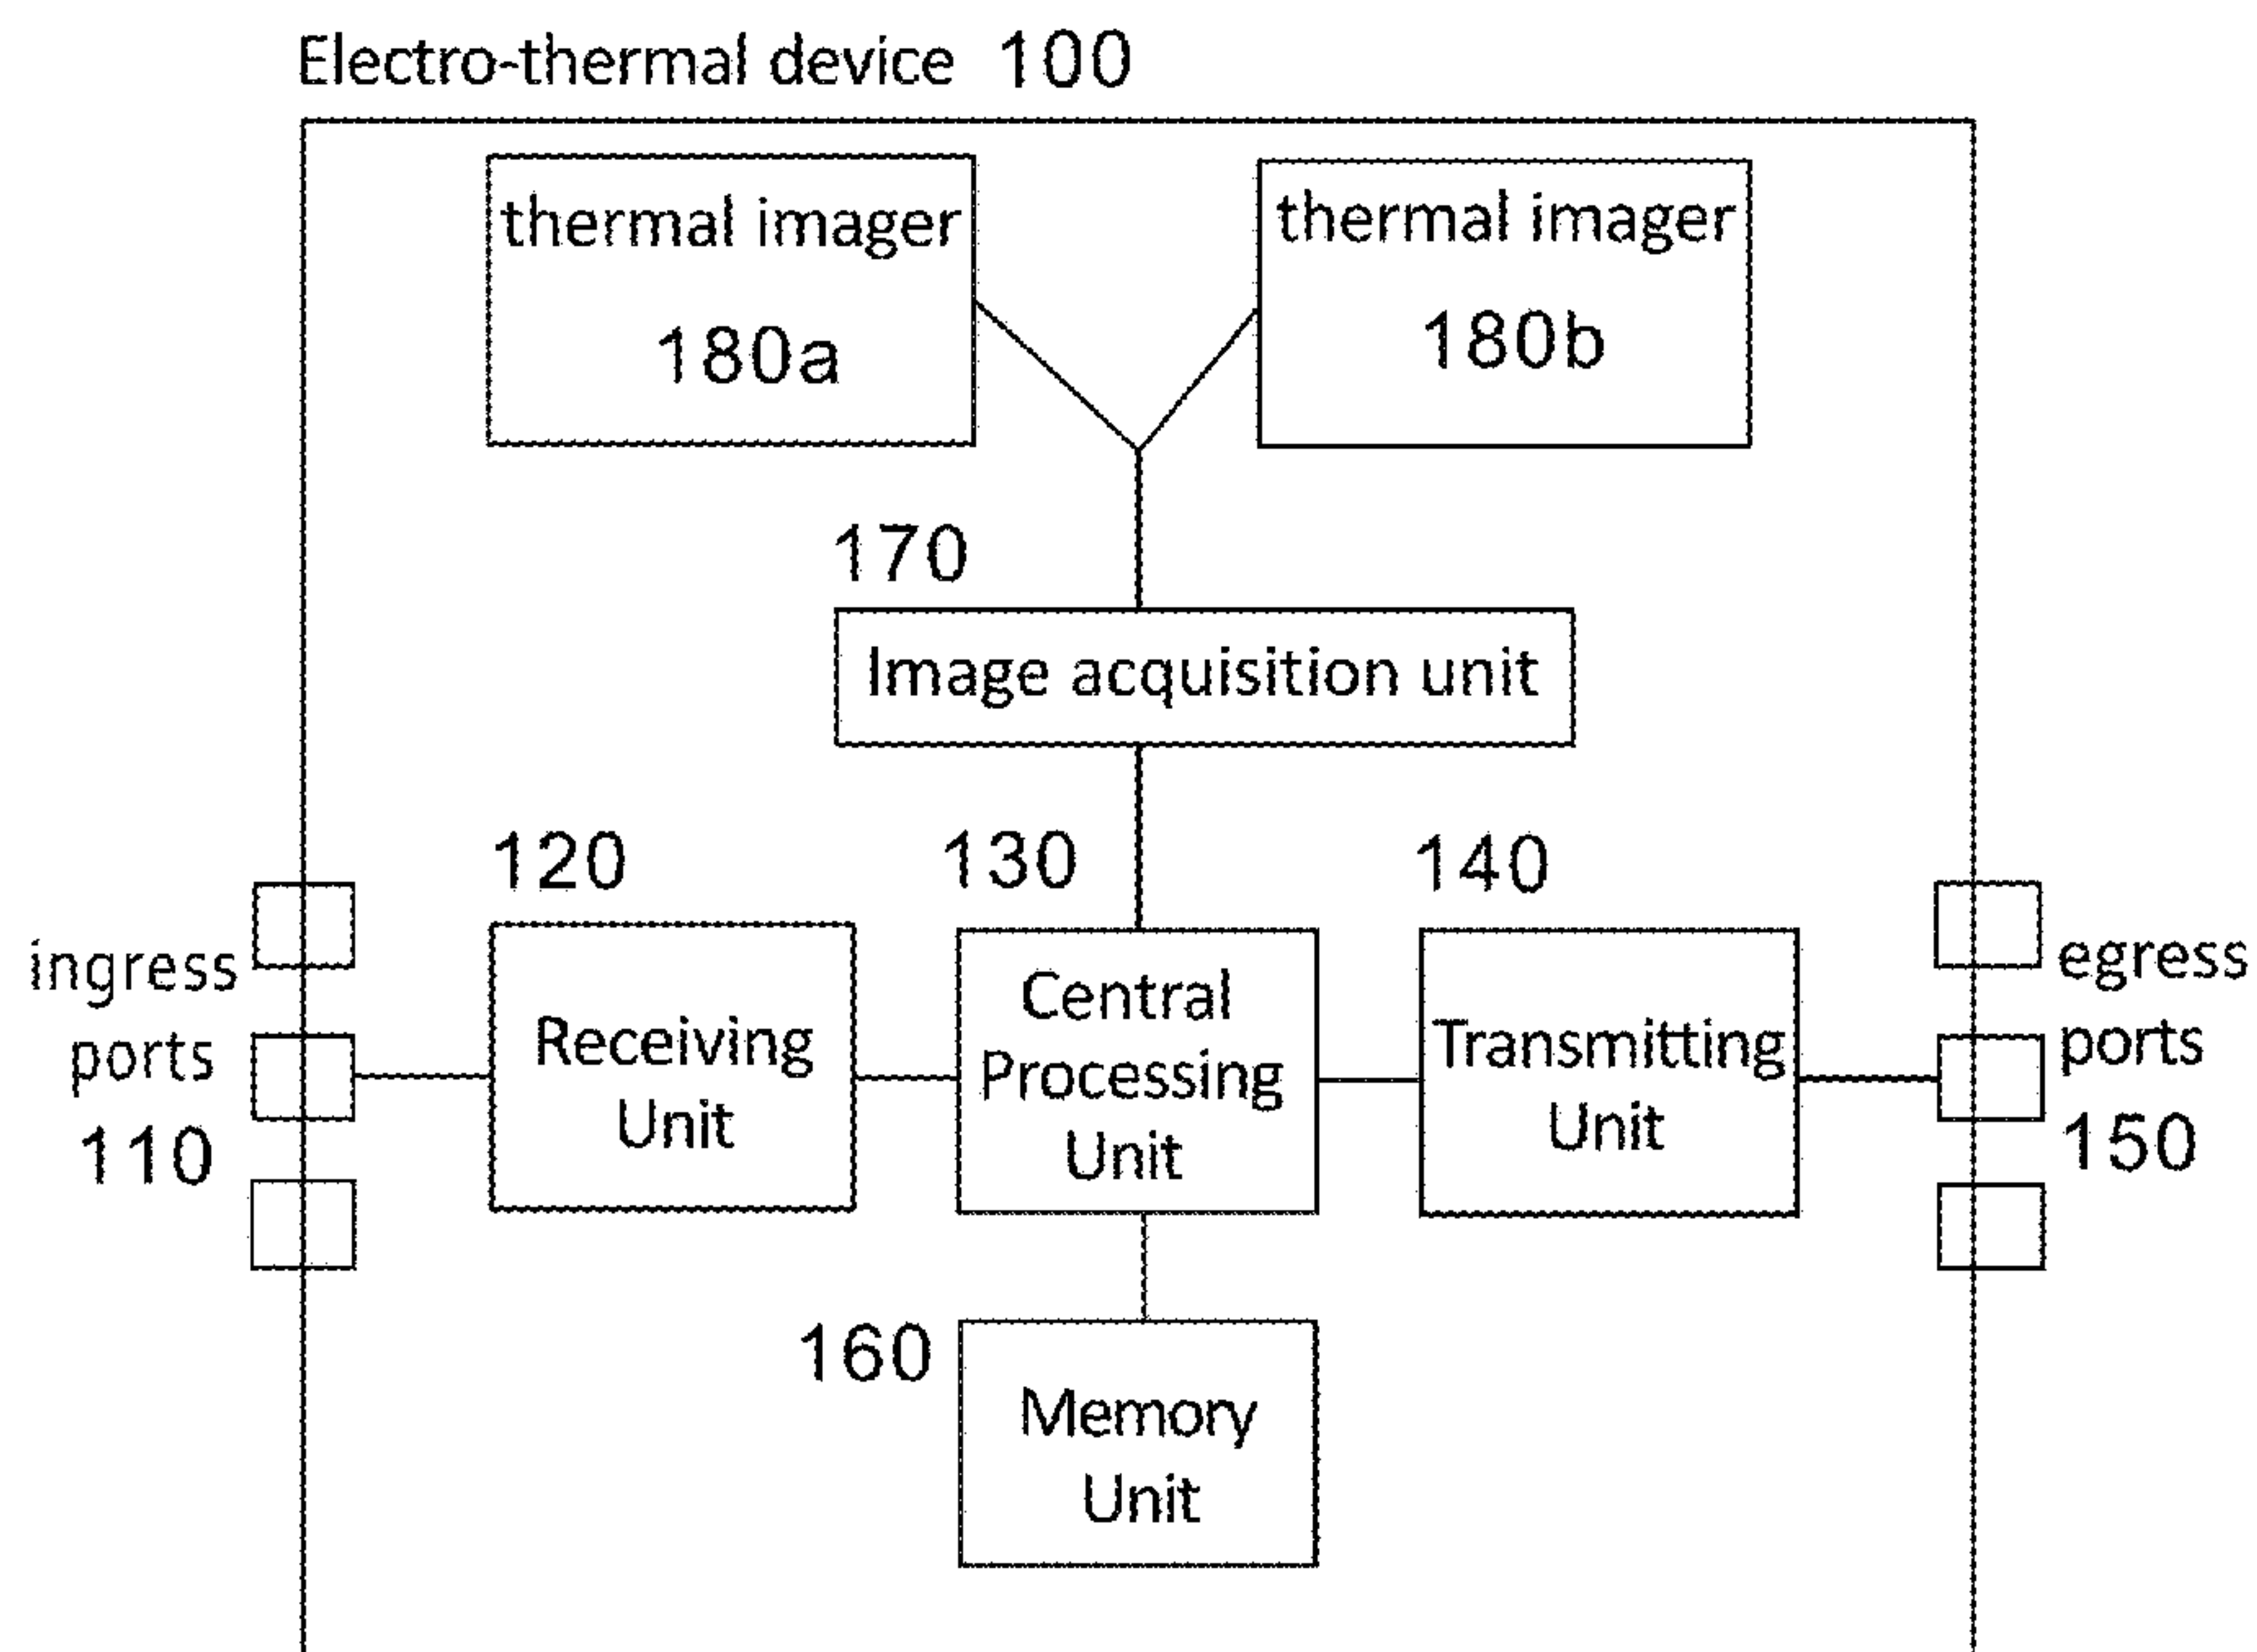 Electro-thermal device 100
thermal imager
180a
thermal imager
180b
170
Image acquisition unit
120
130
140
ingress
ports
110
Receiving
Unit
Central
Processing
Unit
Transmitting
Unit
egress
ports
150
160
Memory
Unit